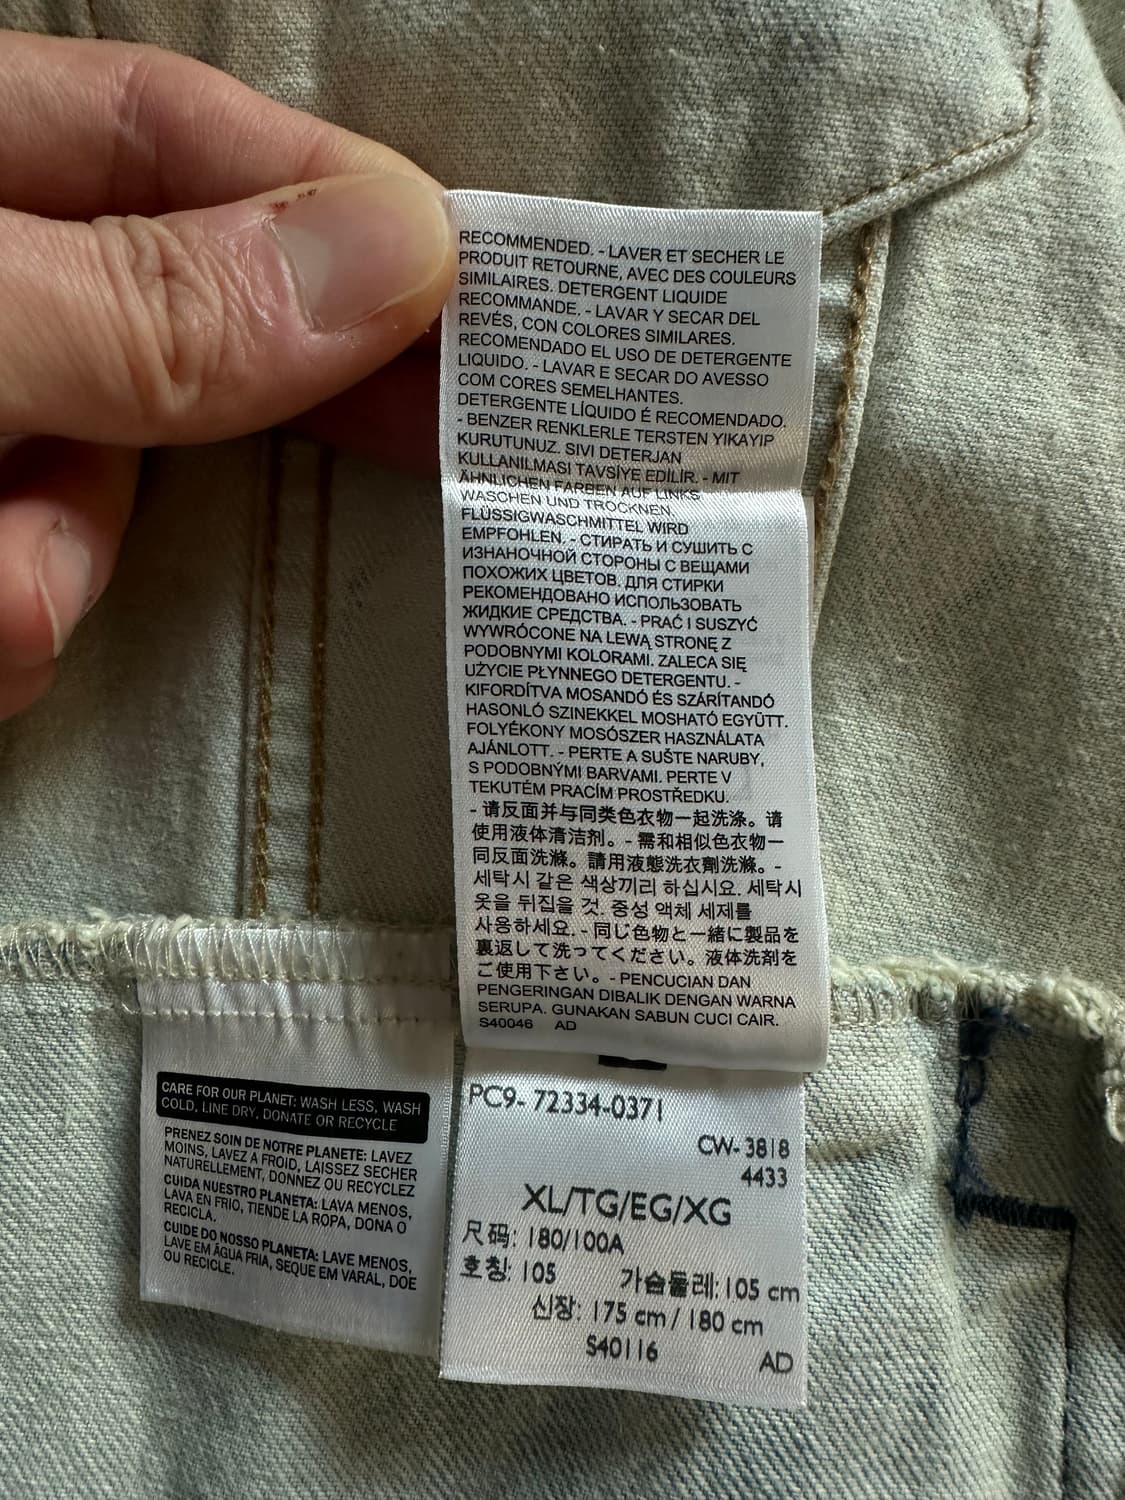 RECOMMENDED. - LAVER ET SECHER LE
PRODUIT RETOURNE, AVEC DES COULEURS
SIMILAIRES. DETERGENT LIQUIDE
RECOMMANDE. - LAVAR Y SECAR DEL
REVÉS, CON COLORES SIMILARES.
RECOMENDADO EL USO DE DETERGENTE
LIQUIDO. - LAVAR E SECAR DO AVESSO
COM CORES SEMELHANTES.
DETERGENTE LÍQUIDO É RECOMENDADO.
- BENZER RENKLERLE TERSTEN YIKAYIP
KURUTUNUZ. SIVI DETERJAN
KULLANILMASI TAVSİYE EDİLİR. - MIT
ÄHNLICHEN FARBEN AUF LINKS
WASCHEN UND TROCKNEN.
FLÜSSIGWASCHMITTEL WIRD
EMPFOHLEN. - СТИРАТЬ И СУШИТЬ С
ИЗНАНОЧНОЙ СТОРОНЫ С ВЕЩАМИ
ПОХОЖИХ ЦВЕТОВ. ДЛЯ СТИРКИ
РЕКОМЕНДОВАНО ИСПОЛЬЗОВАТЬ
ЖИДКИЕ СРЕДСТВА. - PRAĆ I SUSZYĆ
WYWRÓCONE NA LEWĄ STRONĘ Z
PODOBNYMI KOLORAMI. ZALECA SIĘ
UŻYCIE PŁYNNEGO DETERGENTU. -
KIFORDÍTVA MOSANDÓ ÉS SZÁRÍTANDÓ
HASONLÓ SZINEKKEL MOSHATÓ EGYÜTT.
FOLYÉKONY MOSÓSZER HASZNÁLATA
AJÁNLOTT. - PERTE A SUŠTE NARUBY,
S PODOBNÝMI BARVAMI. PERTE V
TEKUTÉM PRACÍM PROSTŘEDKU.
- 请反面并与同类色衣物一起洗涤。请
使用液体清洁剂。- 需和相似色衣物一
同反面洗滌。請用液態洗衣劑洗滌。-
세탁시 같은 색상끼리 하십시요. 세탁시
옷을 뒤집을 것. 중성 액체 세제를
사용하세요. - 同じ色物と一緒に製品を
裏返して洗ってください。液体洗剤を
ご使用下さい。- PENCUCIAN DAN
PENGERINGAN DIBALIK DENGAN WARNA
SERUPA. GUNAKAN SABUN CUCI CAIR.
S40046 AD
CARE FOR OUR PLANET: WASH LESS, WASH
COLD, LINE DRY, DONATE OR RECYCLE
PRENEZ SOIN DE NOTRE PLANETE: LAVEZ
MOINS, LAVEZ A FROID, LAISSEZ SECHER
NATURELLEMENT, DONNEZ OU RECYCLEZ
CUIDA NUESTRO PLANETA: LAVA MENOS,
LAVA EN FRIO, TIENDE LA ROPA, DONA O
RECICLA.
CUIDE DO NOSSO PLANETA: LAVE MENOS,
LAVE EM ÁGUA FRIA, SEQUE EM VARAL, DOE
OU RECICLE.
PC9- 72334-0371
CW- 3818
4433
XL/TG/EG/XG
尺码: 180/100A
호칭: 105 가슴둘레: 105 cm
신장: 175 cm / 180 cm
S40116 AD